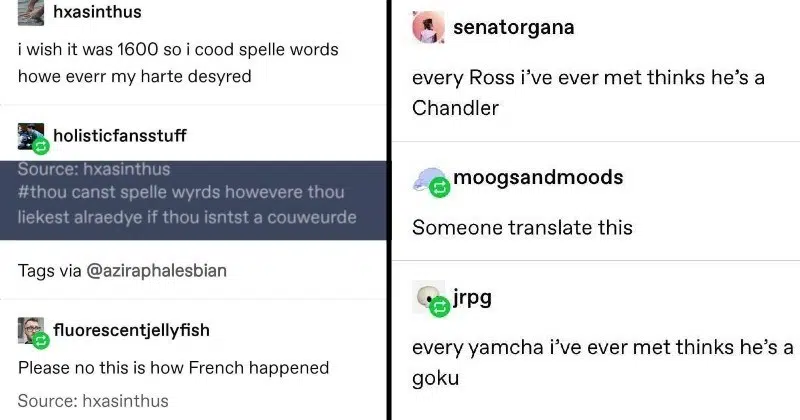 hxasinthus
i wish it was 1600 so i cood spelle words
howe everr my harte desyred
holisticfansstuff
Source: hxasinthus
#thou canst spelle wyrds howevere thou
liekest alraedye if thou isntst a couweurde
Tags via @aziraphalesbian
fluorescentjellyfish
Please no this is how French happened
Source: hxasinthus
senatorgana
every Ross i've ever met thinks he's a
Chandler
moogsandmoods
Someone translate this
jrpg
every yamcha i've ever met thinks he's a
goku